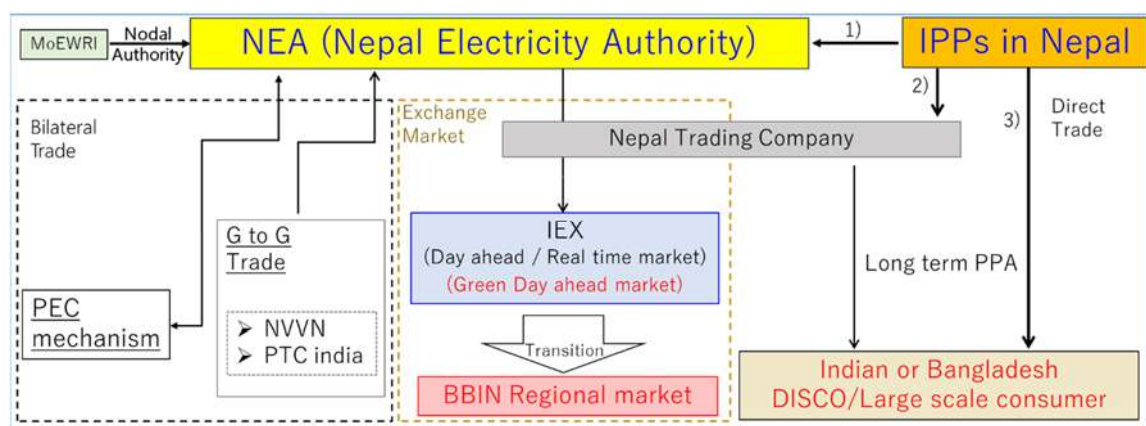 MoEWRI
Nodal
Authority
NEA (Nepal Electricity Authority)
1)
IPPs in Nepal
2)
3)
Direct
Trade
Bilateral
Trade
Exchange
Market
Nepal Trading Company
G to G
Trade
➢ NVVN
➢ PTC india
PEC
mechanism
IEX
(Day ahead / Real time market)
(Green Day ahead market)
Transition
BBIN Regional market
Long term PPA
Indian or Bangladesh
DISCO/Large scale consumer